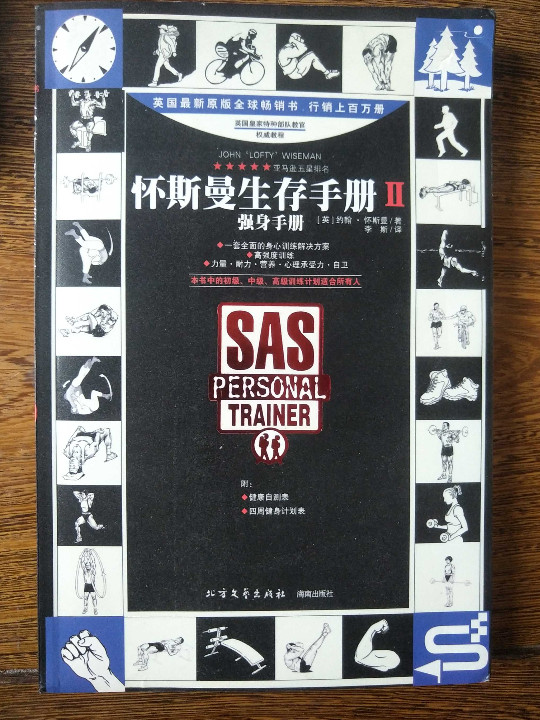 英国最新原版全球畅销书．行销上百万册
英国皇家特种部队教官
权威教程
JOHN "LOFTY" WISEMAN
★★★★★亚马逊五星排名
怀斯曼生存手册 II
强身手册
[英] 约翰·怀斯曼／著
李斯／译
◆一套全面的身心训练解决方案
◆高强度训练
◆力量·耐力·营养·心理承受力·自卫
本书中的初级、中级、高级训练计划适合所有人
SAS
PERSONAL
TRAINER
附：
◆健康自测表
◆四周健身计划表
北方文艺出版社 海南出版社